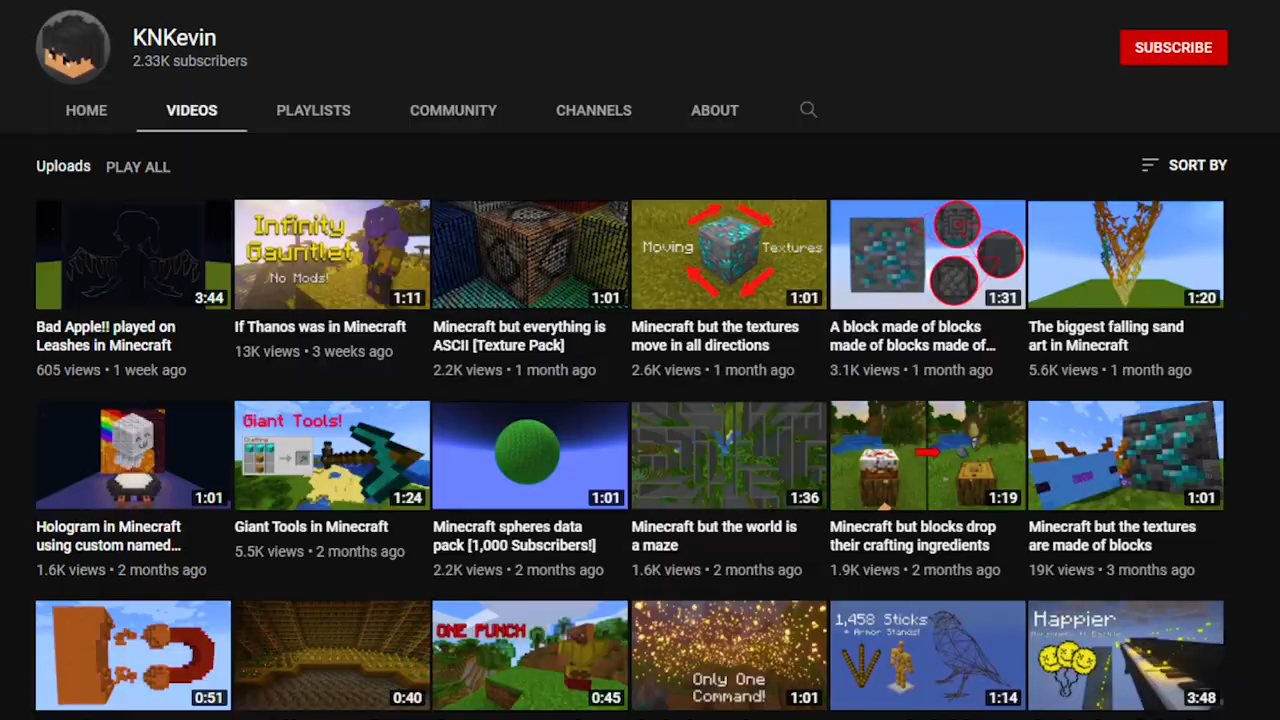 KNKevin
2.33K subscribers
SUBSCRIBE
HOME VIDEOS PLAYLISTS COMMUNITY CHANNELS ABOUT
Uploads PLAY ALL SORT BY
3:44
Infinity
Gauntlet
No Mods!
1:11
1:01
Moving Textures
1:01
1:31
1:20
Bad Apple!! played on
Leashes in Minecraft
605 views • 1 week ago
If Thanos was in Minecraft
13K views • 3 weeks ago
Minecraft but everything is
ASCII [Texture Pack]
2.2K views • 1 month ago
Minecraft but the textures
move in all directions
2.6K views • 1 month ago
A block made of blocks
made of blocks made of...
3.1K views • 1 month ago
The biggest falling sand
art in Minecraft
5.6K views • 1 month ago
1:01
Giant Tools!
Crafting
1:24
1:01
1:36
1:19
1:01
Hologram in Minecraft
using custom named...
1.6K views • 2 months ago
Giant Tools in Minecraft
5.5K views • 2 months ago
Minecraft spheres data
pack [1,000 Subscribers!]
2.2K views • 2 months ago
Minecraft but the world is
a maze
1.6K views • 2 months ago
Minecraft but blocks drop
their crafting ingredients
1.9K views • 2 months ago
Minecraft but the textures
are made of blocks
19K views • 3 months ago
0:51
0:40
ONE PUNCH
0:45
Only One
Command!
1:01
1,458 Sticks
+ Armor Stands!
1:14
Happier
3:48